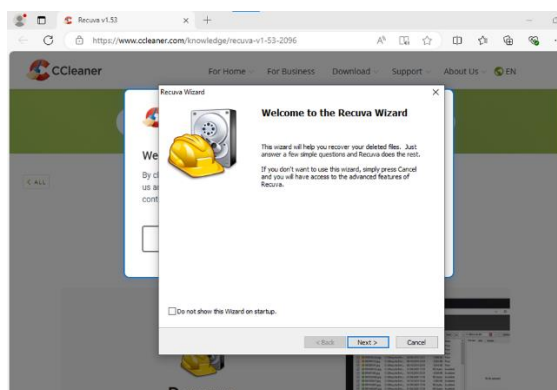 Recuva v1.53
https://www.ccleaner.com/knowledge/recuva-v1-53-2096
CCleaner
For Home
For Business
Download
Support
About Us
EN
Recuva Wizard
Welcome to the Recuva Wizard
This wizard will help you recover your deleted files. Just
answer a few simple questions and Recuva does the rest.
If you don't want to use this wizard, simply press Cancel
and you will have access to the advanced features of
Recuva.
We
By cl
us a
cont
< ALL
Do not show this Wizard on startup.
< Back
Next >
Cancel